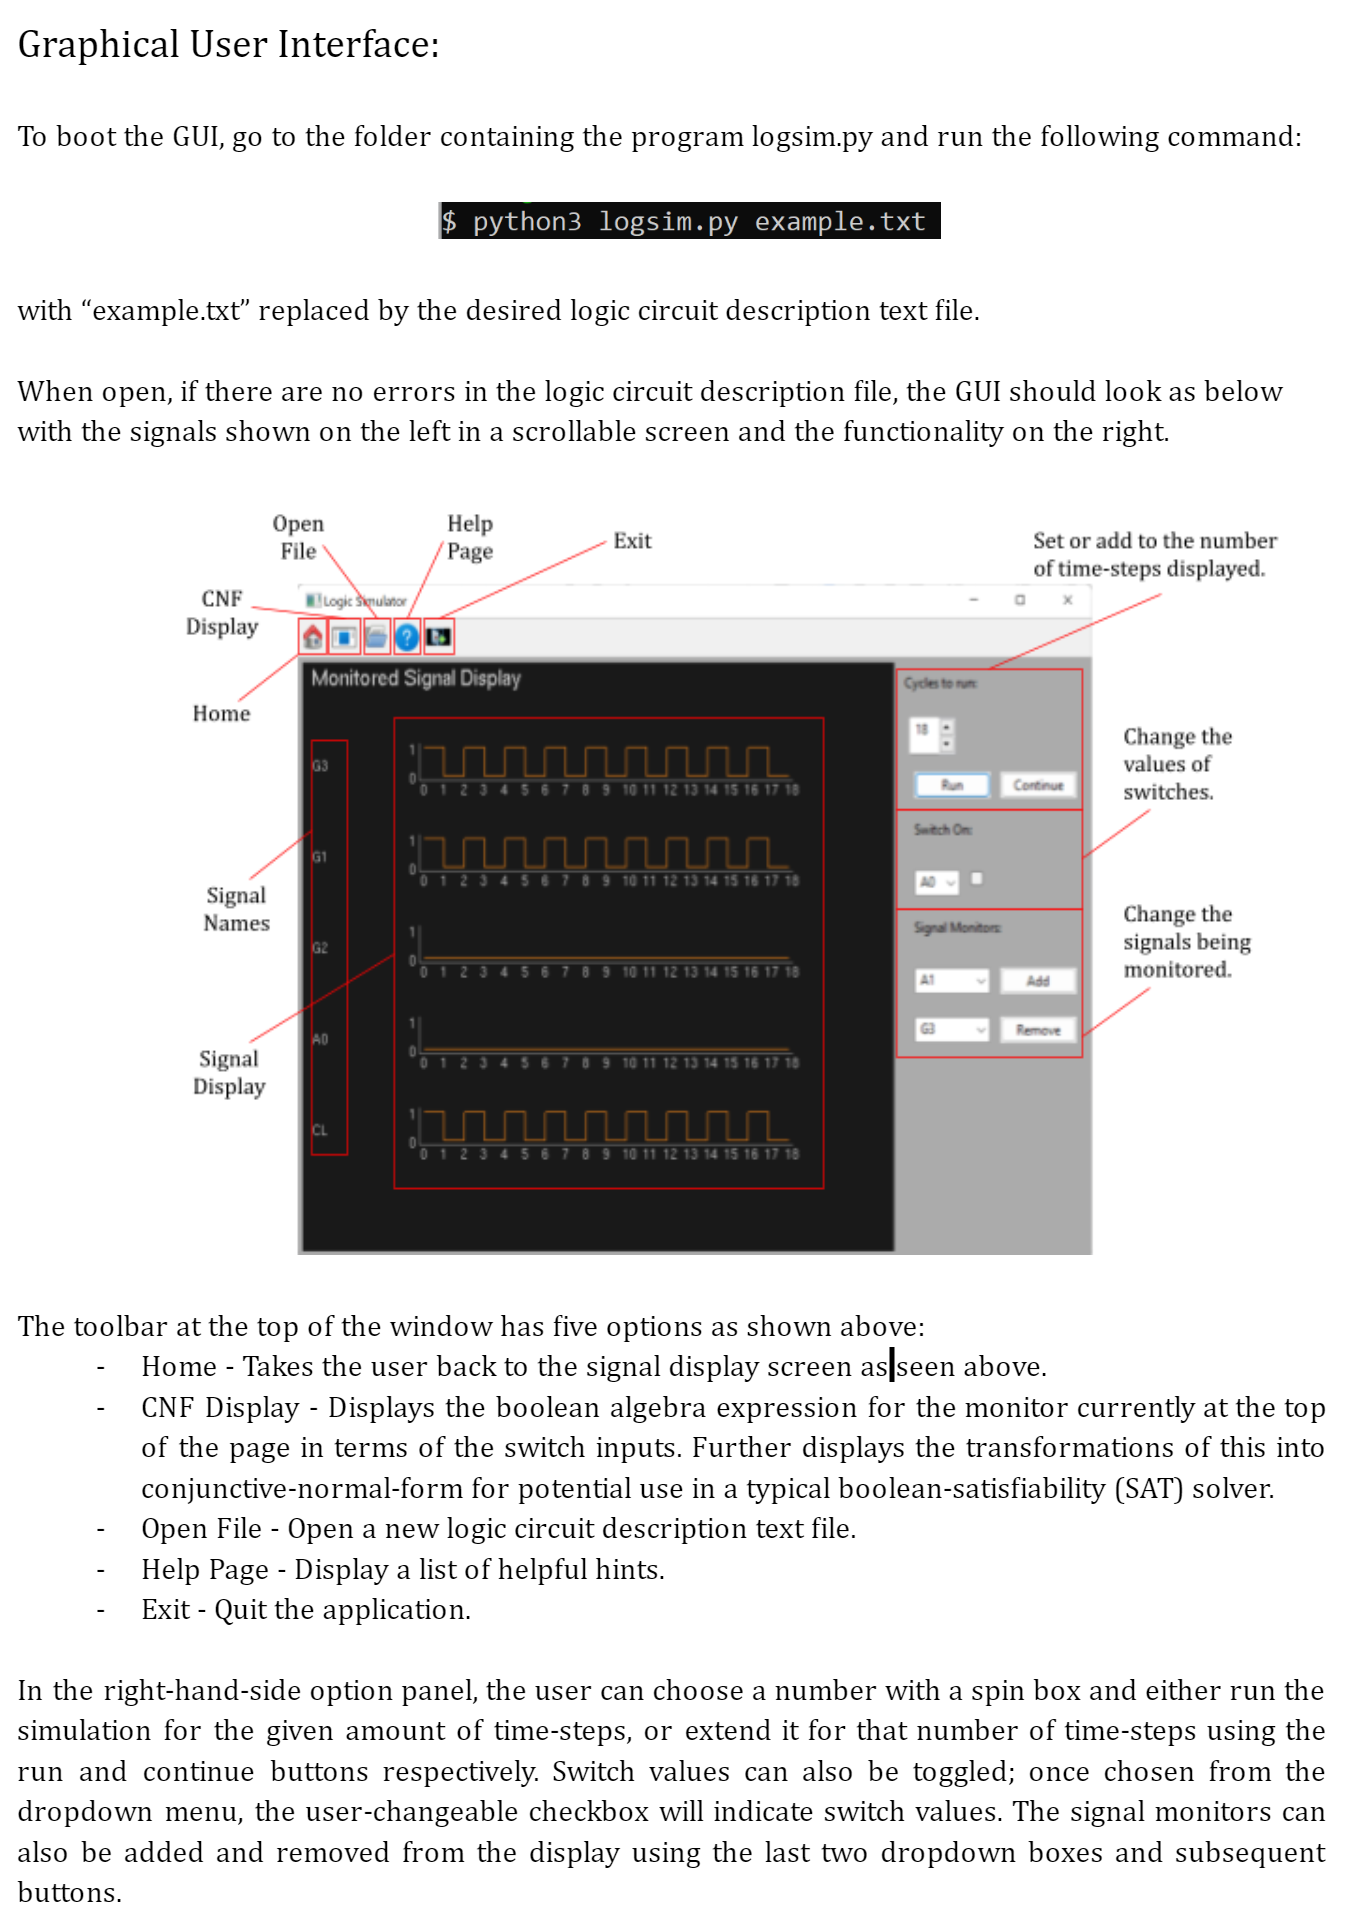 Graphical User Interface:
To boot the GUI, go to the folder containing the program logsim.py and run the following command:
$ python3 logsim.py example.txt
with “example.txt” replaced by the desired logic circuit description text file.
When open, if there are no errors in the logic circuit description file, the GUI should look as below
with the signals shown on the left in a scrollable screen and the functionality on the right.
Open
File
Help
Page
Exit
Set or add to the number
of time-steps displayed.
CNF
Display
Home
Logic Simulator
Monitored Signal Display
G3
1
0
0 1 2 3 4 5 6 7 8 9 10 11 12 13 14 15 16 17 18
G1
1
0
0 1 2 3 4 5 6 7 8 9 10 11 12 13 14 15 16 17 18
G2
1
0
0 1 2 3 4 5 6 7 8 9 10 11 12 13 14 15 16 17 18
A0
1
0
0 1 2 3 4 5 6 7 8 9 10 11 12 13 14 15 16 17 18
CL
1
0
0 1 2 3 4 5 6 7 8 9 10 11 12 13 14 15 16 17 18
Signal
Names
Signal
Display
Cycles to run:
18
Run Continue
Switch On:
A0
Signal Monitors:
A1 Add
G3 Remove
Change the
values of
switches.
Change the
signals being
monitored.
The toolbar at the top of the window has five options as shown above:
- Home - Takes the user back to the signal display screen as seen above.
- CNF Display - Displays the boolean algebra expression for the monitor currently at the top
of the page in terms of the switch inputs. Further displays the transformations of this into
conjunctive-normal-form for potential use in a typical boolean-satisfiability (SAT) solver.
- Open File - Open a new logic circuit description text file.
- Help Page - Display a list of helpful hints.
- Exit - Quit the application.
In the right-hand-side option panel, the user can choose a number with a spin box and either run the
simulation for the given amount of time-steps, or extend it for that number of time-steps using the
run and continue buttons respectively. Switch values can also be toggled; once chosen from the
dropdown menu, the user-changeable checkbox will indicate switch values. The signal monitors can
also be added and removed from the display using the last two dropdown boxes and subsequent
buttons.